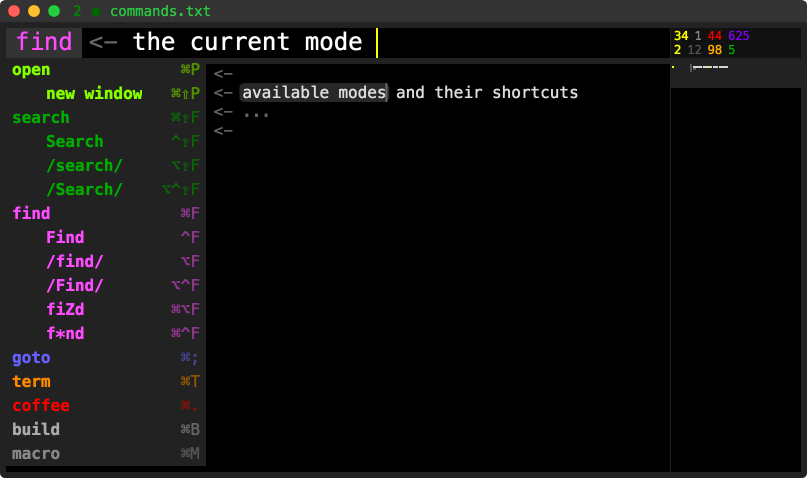 2 ● commands.txt
find <— the current mode
34 1 44 625
2 12 98 5
open ⌘P
new window ⌘⇧P
search ⌘⇧F
Search ^⇧F
/search/ ⌥⇧F
/Search/ ⌥^⇧F
find ⌘F
Find ^F
/find/ ⌥F
/Find/ ⌥^F
fiZd ⌘⌥F
f*nd ⌘^F
goto ⌘;
term ⌘T
coffee ⌘.
build ⌘B
macro ⌘M
<—
<— available modes and their shortcuts
<— ...
<—